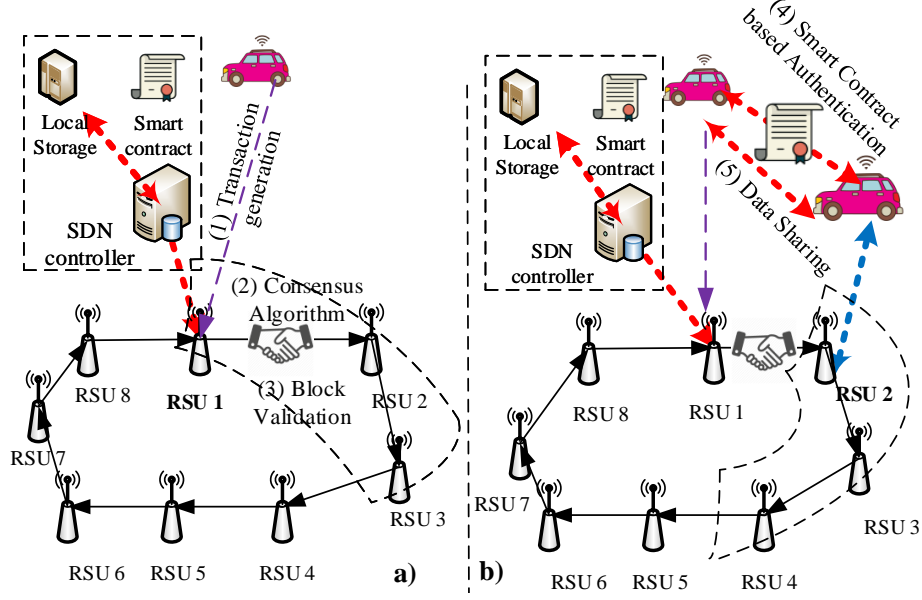 Local
Storage
Smart
contract
SDN
controller
(1) Transaction
generation
(2) Consensus
Algorithm
(3) Block
Validation
RSU 8
RSU 1
RSU 2
RSU 7
RSU 3
RSU 6
RSU 5
RSU 4
a)
Local
Storage
Smart
contract
SDN
controller
(4) Smart Contract
based Authentication
(5) Data Sharing
RSU 8
RSU 1
RSU 2
RSU 7
RSU 3
RSU 6
RSU 5
RSU 4
b)